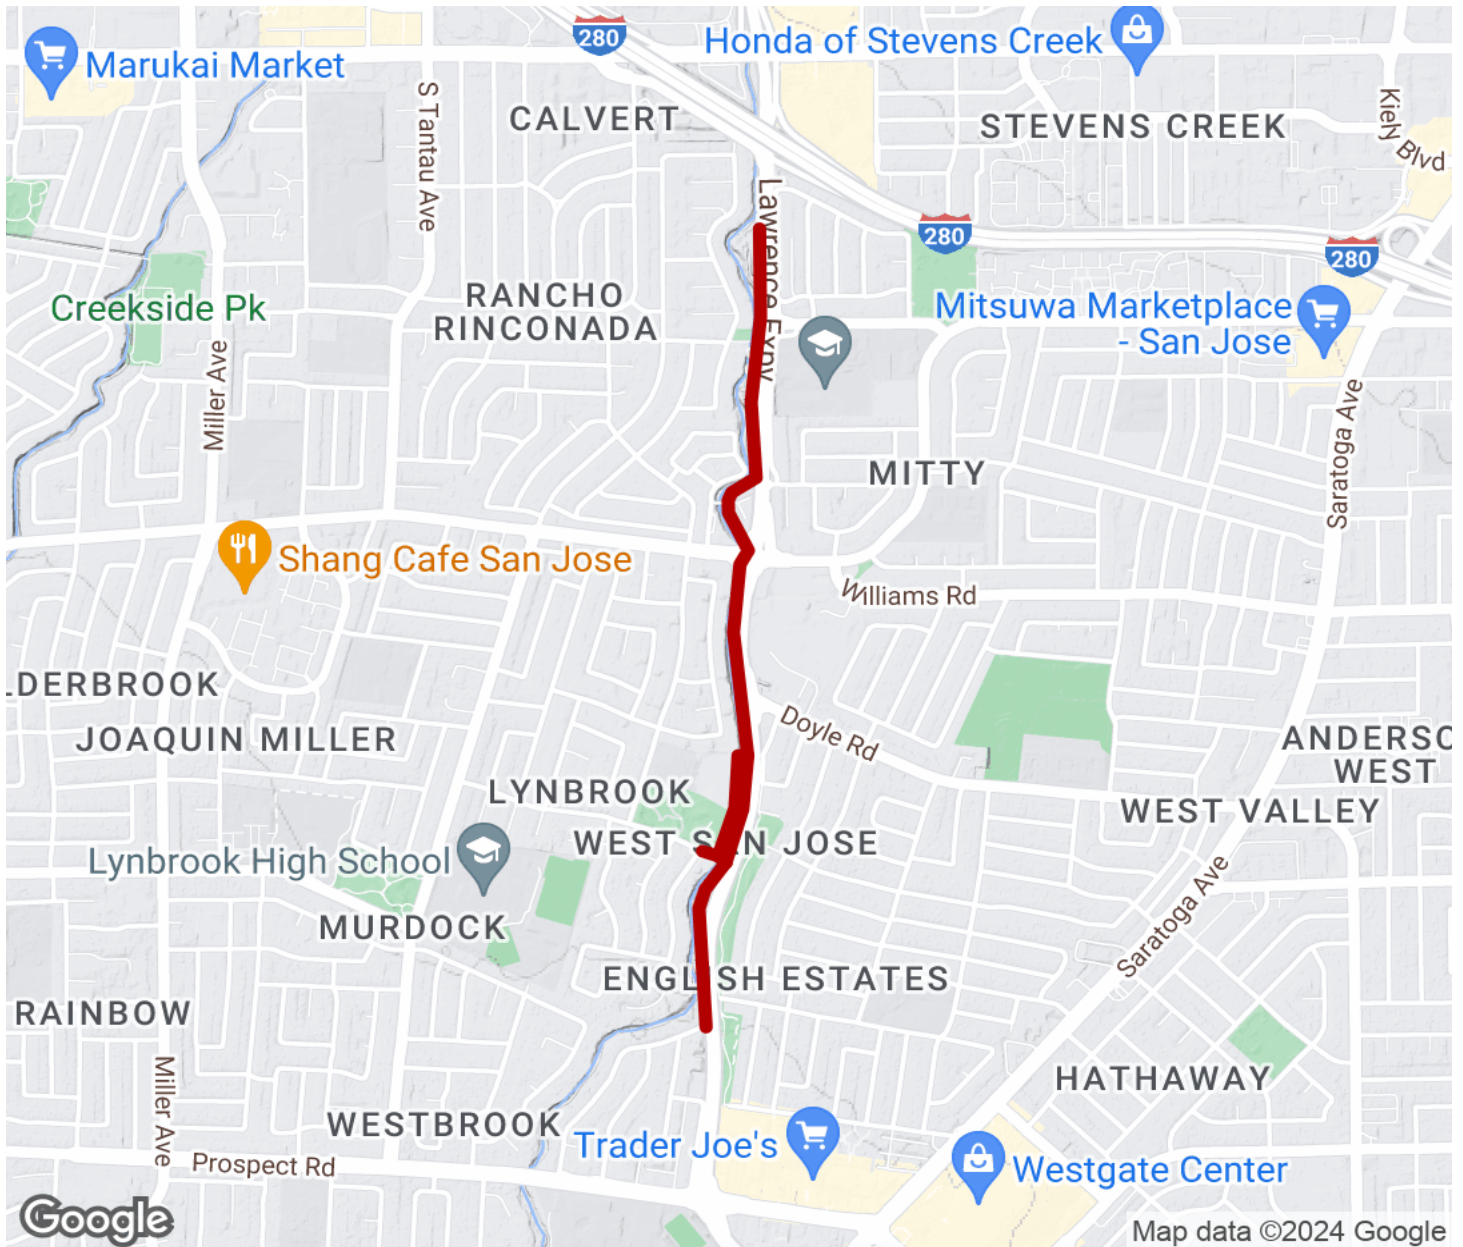 280
Honda of Stevens Creek
Marukai Market
S Tantau Ave
CALVERT
STEVENS CREEK
Kiely Blvd
Lawrence Expy
280
280
RANCHO
RINCONADA
Creekside Pk
Mitsuwa Marketplace
- San Jose
Miller Ave
Saratoga Ave
MITTY
Shang Cafe San Jose
Williams Rd
LDERBROOK
JOAQUIN MILLER
Doyle Rd
ANDERSO
WEST
LYNBROOK
WEST VALLEY
WEST SAN JOSE
Lynbrook High School
MURDOCK
Saratoga Ave
ENGLISH ESTATES
RAINBOW
HATHAWAY
Miller Ave
WESTBROOK
Trader Joe's
Prospect Rd
Westgate Center
Google
Map data ©2024 Google